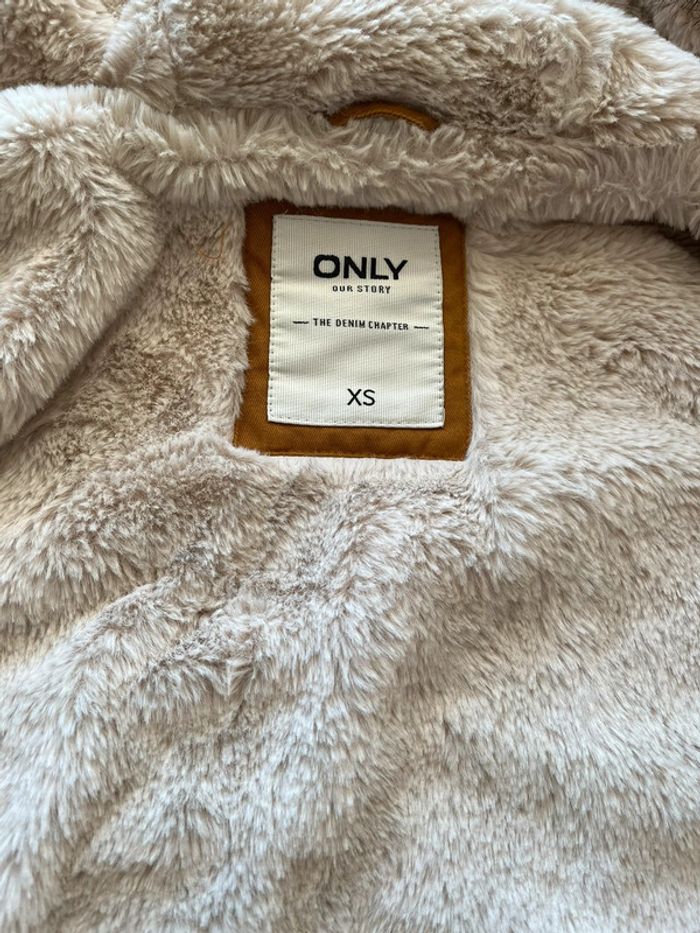 ONLY
OUR STORY
THE DENIM CHAPTER
XS